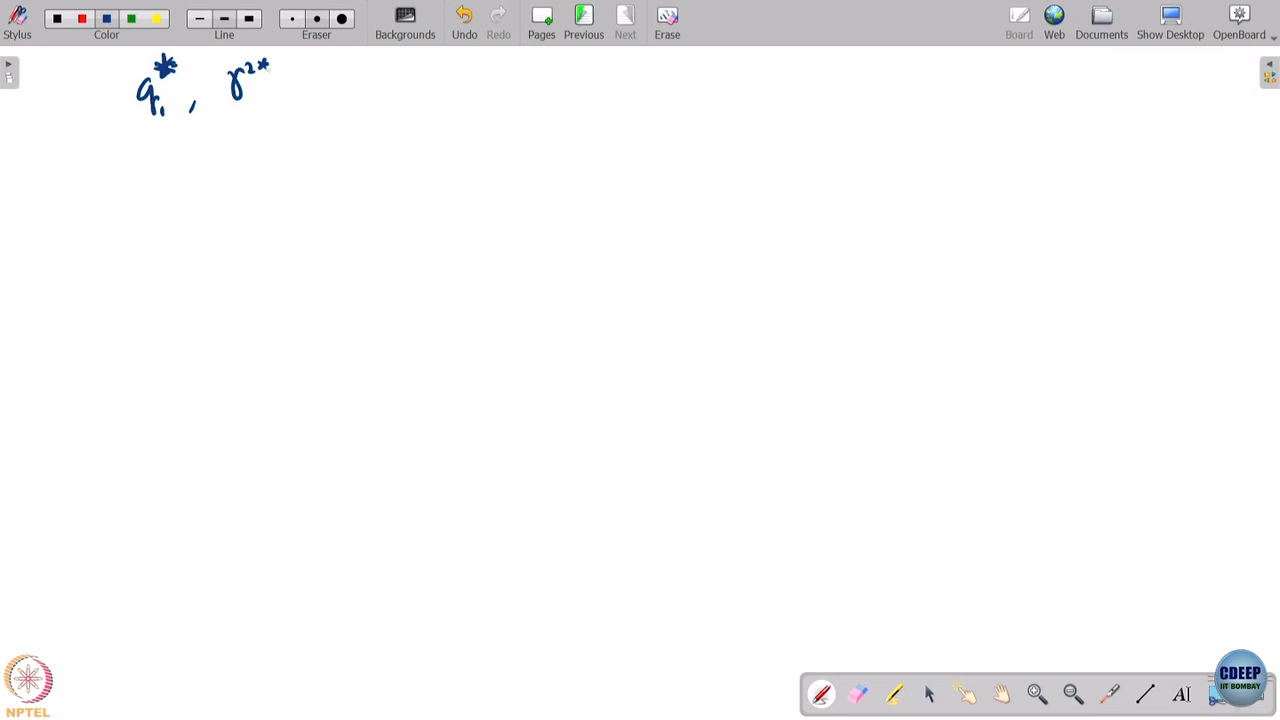 Stylus
Color
Line
Eraser
Backgrounds
Undo
Redo
Pages
Previous
Next
Erase
Board
Web
Documents
Show Desktop
OpenBoard
q₁*, γ²*
NPTEL
CDEEP
IIT BOMBAY